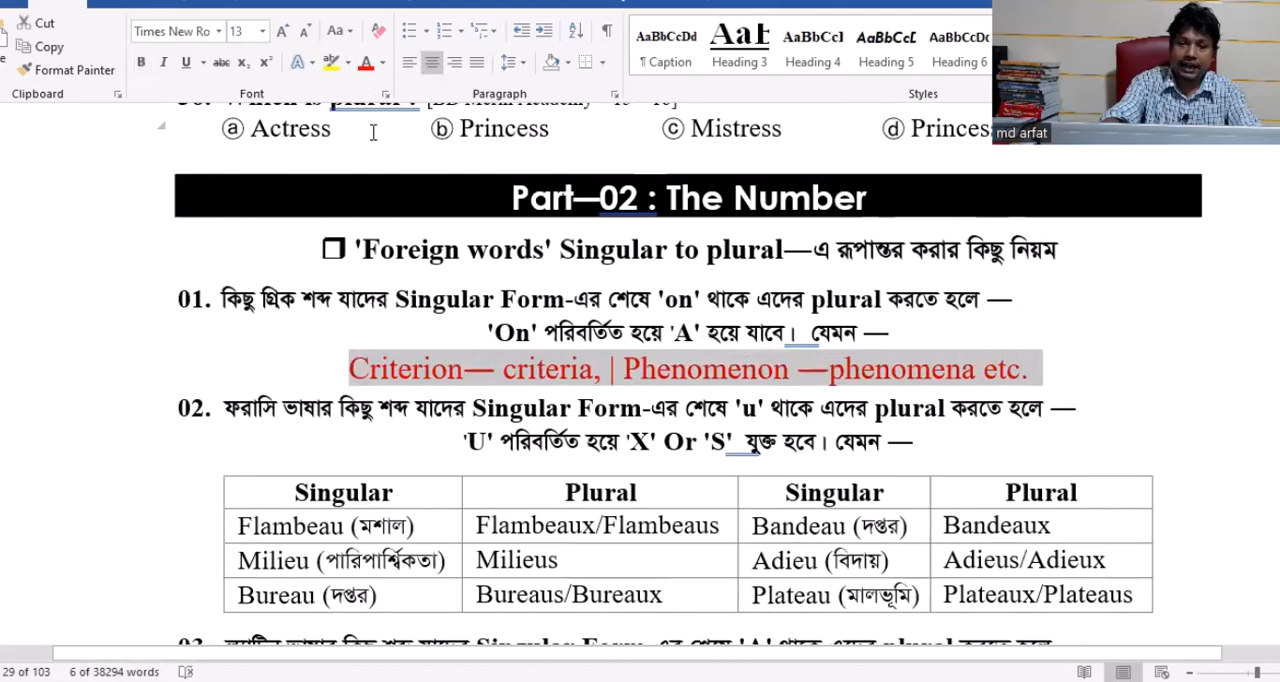 Cut
Copy
Format Painter
Clipboard
Times New Ro 13 Aa
B I U abc X₂ X² A A
Font
Paragraph
AaBbCcDd AaB AaBbCcI AaBbCcL AaBbCcDc
¶ Caption Heading 3 Heading 4 Heading 5 Heading 6
Styles
md arfat
ⓐ Actress ⓑ Princess ⓒ Mistress ⓓ Princes
Part—02 : The Number
❒ 'Foreign words' Singular to plural—এ রূপান্তর করার কিছু নিয়ম
01. কিছু গ্রিক শব্দ যাদের Singular Form-এর শেষে 'on' থাকে এদের plural করতে হলে —
'On' পরিবর্তিত হয়ে 'A' হয়ে যাবে। যেমন —
Criterion— criteria, | Phenomenon —phenomena etc.
02. ফরাসি ভাষার কিছু শব্দ যাদের Singular Form-এর শেষে 'u' থাকে এদের plural করতে হলে —
'U' পরিবর্তিত হয়ে 'X' Or 'S' যুক্ত হবে। যেমন —
Singular Plural Singular Plural
Flambeau (মশাল) Flambeaux/Flambeaus Bandeau (দপ্তর) Bandeaux
Milieu (পারিপার্শ্বিকতা) Milieus Adieu (বিদায়) Adieus/Adieux
Bureau (দপ্তর) Bureaus/Bureaux Plateau (মালভূমি) Plateaux/Plateaus
29 of 103 6 of 38294 words